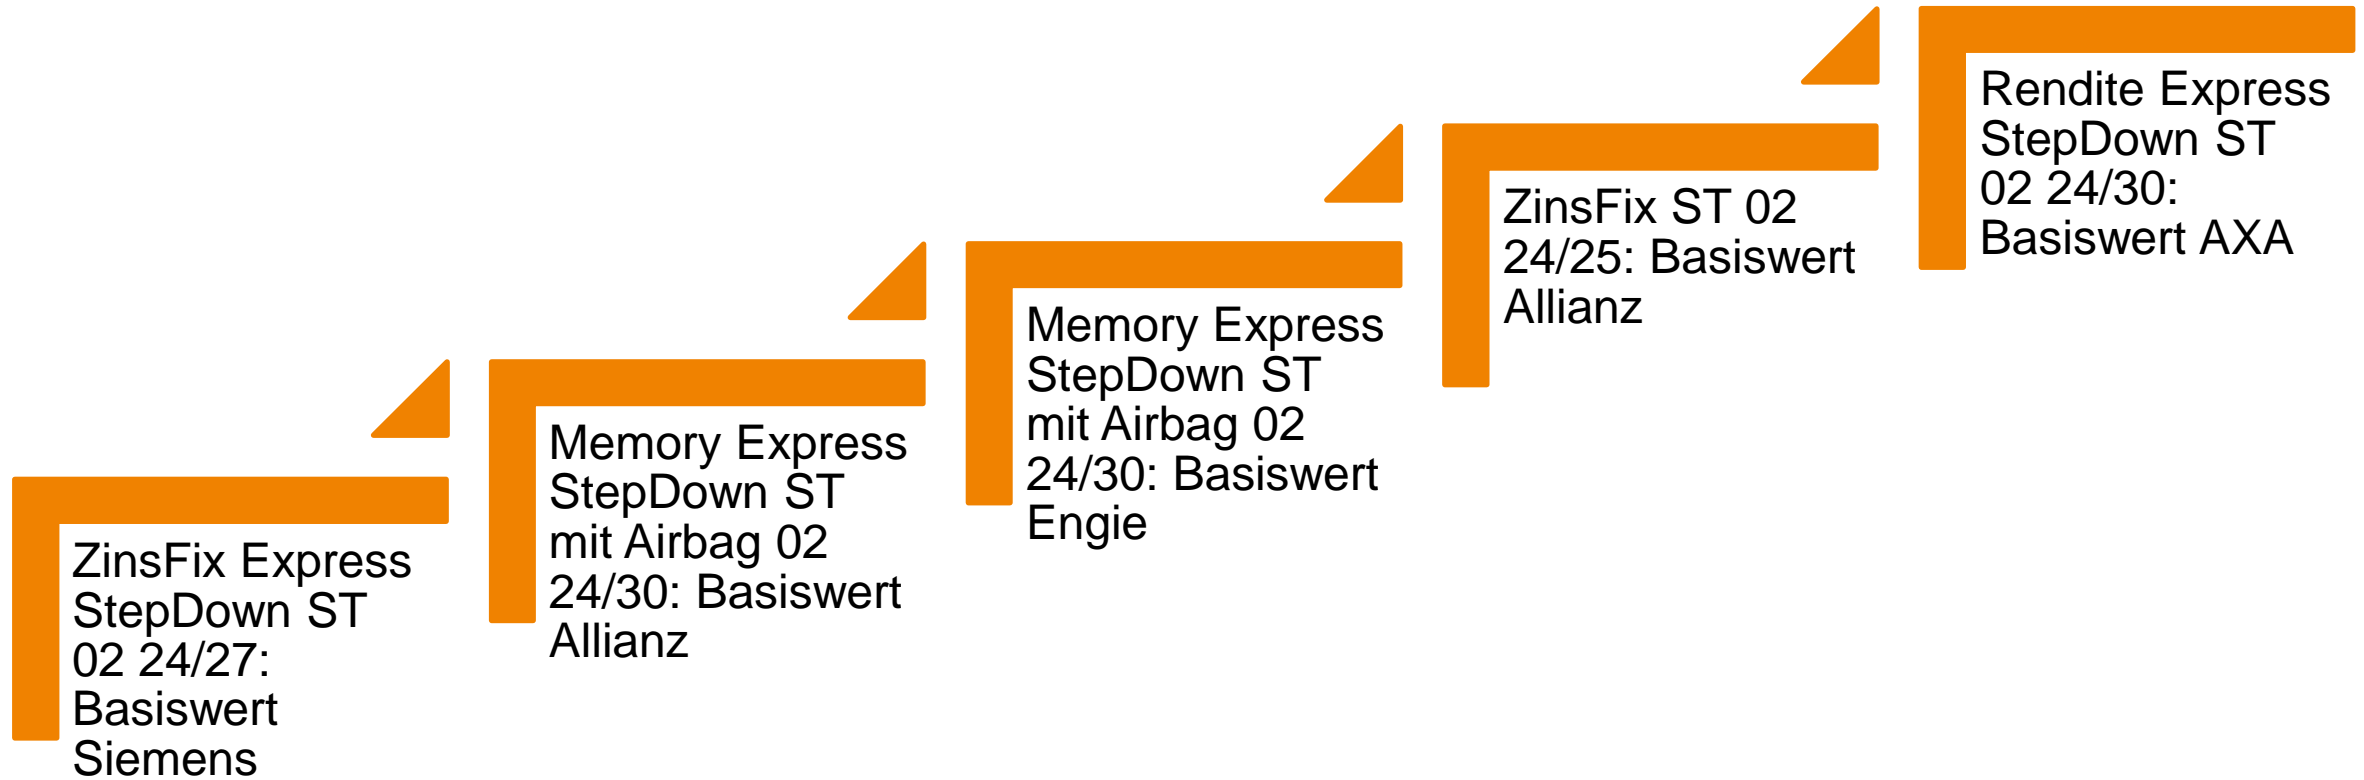 ZinsFix Express
StepDown ST
02 24/27:
Basiswert
Siemens
Memory Express
StepDown ST
mit Airbag 02
24/30: Basiswert
Allianz
Memory Express
StepDown ST
mit Airbag 02
24/30: Basiswert
Engie
ZinsFix ST 02
24/25: Basiswert
Allianz
Rendite Express
StepDown ST
02 24/30:
Basiswert AXA